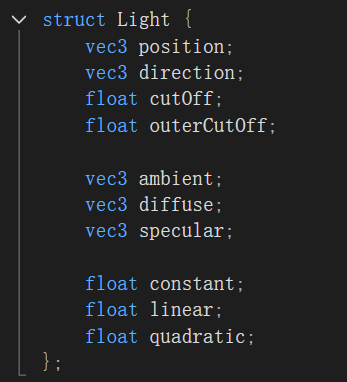 struct Light {
    vec3 position;
    vec3 direction;
    float cutOff;
    float outerCutOff;

    vec3 ambient;
    vec3 diffuse;
    vec3 specular;

    float constant;
    float linear;
    float quadratic;
};